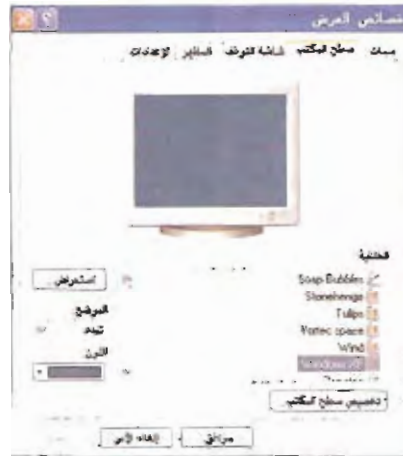 خصائص العرض
سمات سطح المكتب شاشة التوقف المظهر الإعدادات
الخلفية
Soap Bubbles
Stonehenge
Tulips
Vortec space
Wind
Windows XP
استعراض
الموضع
تمدد
اللون
تخصيص سطح المكتب
موافق إلغاء الأمر